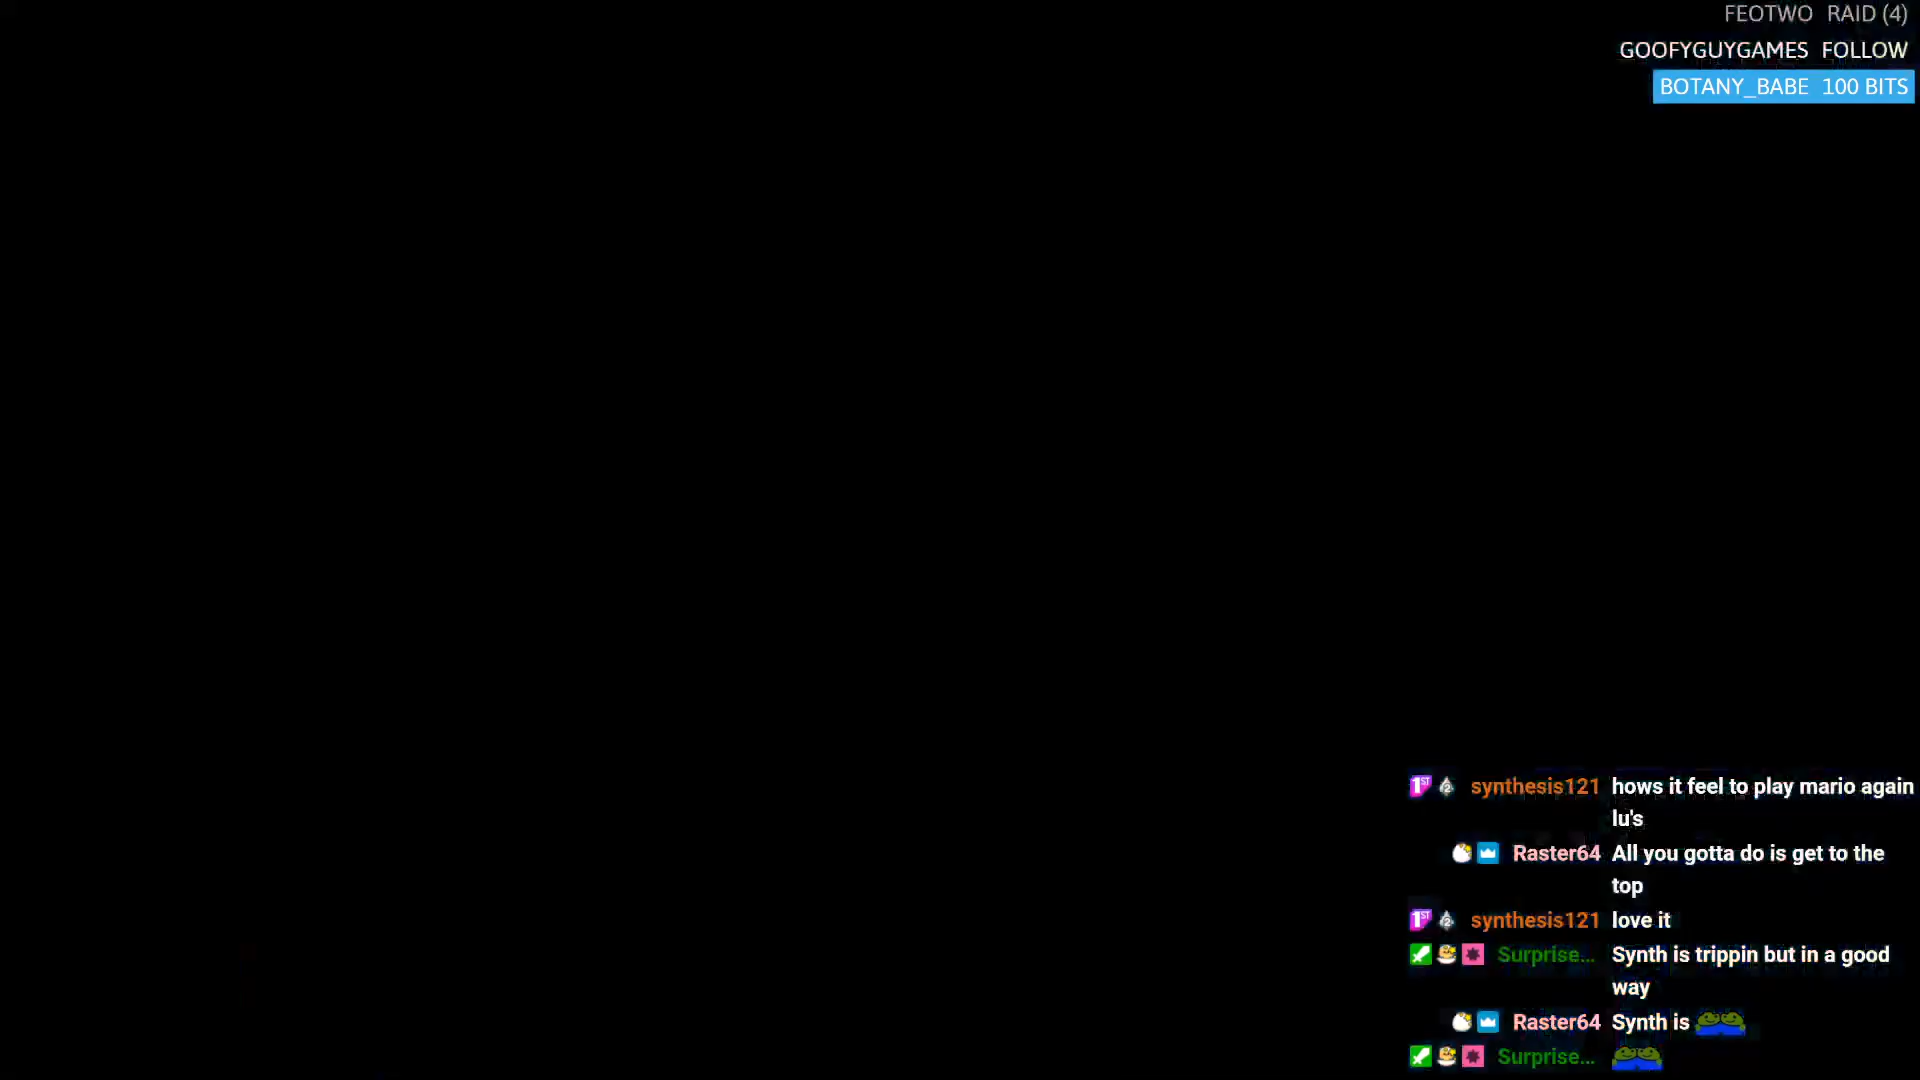 FEOTWO RAID (4)
GOOFYGUYGAMES FOLLOW
BOTANY_BABE 100 BITS
synthesis121 hows it feel to play mario again
lu's
Raster64 All you gotta do is get to the
top
synthesis121 love it
Surprise... Synth is trippin but in a good
way
Raster64 Synth is
Surprise...